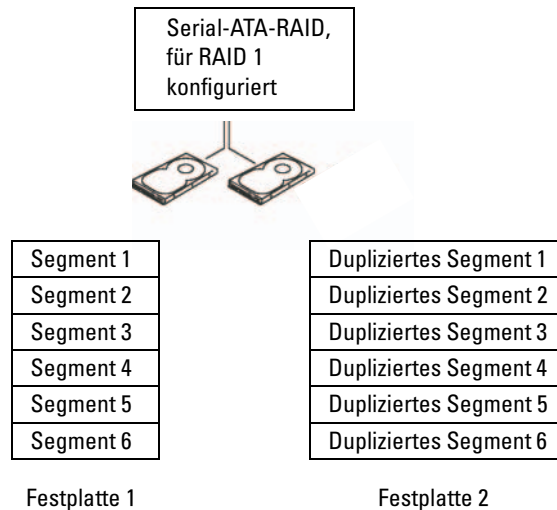 Serial-ATA-RAID,
für RAID 1
konfiguriert
Segment 1
Segment 2
Segment 3
Segment 4
Segment 5
Segment 6
Festplatte 1
Dupliziertes Segment 1
Dupliziertes Segment 2
Dupliziertes Segment 3
Dupliziertes Segment 4
Dupliziertes Segment 5
Dupliziertes Segment 6
Festplatte 2